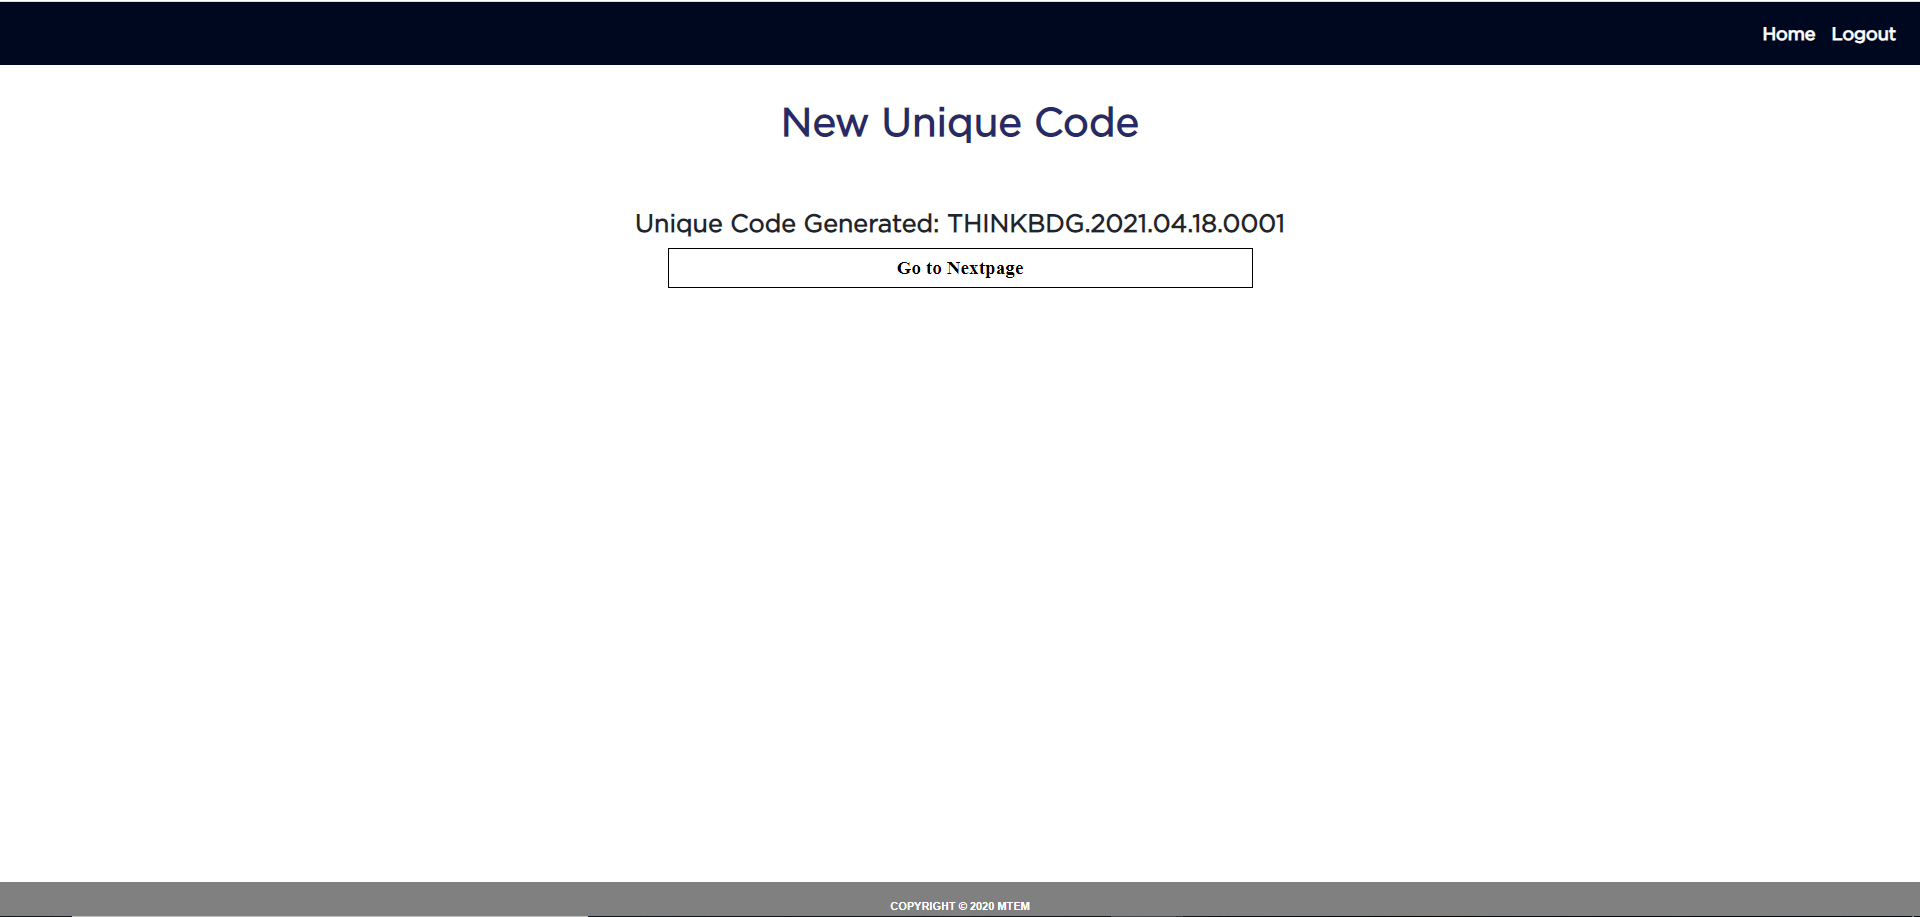 Home Logout
New Unique Code
Unique Code Generated: THINKBDG.2021.04.18.0001
Go to Nextpage
COPYRIGHT © 2020 MTEM